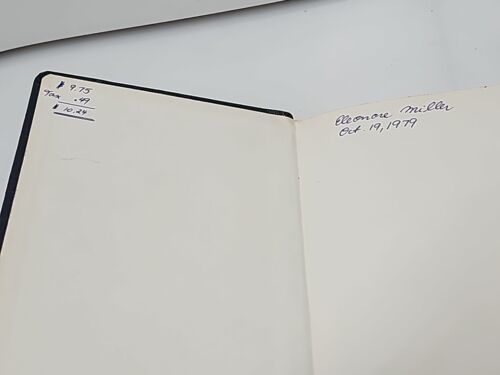 $ 9.75
Tax .49
$ 10.24
Eleonore Miller
Oct. 19, 1979